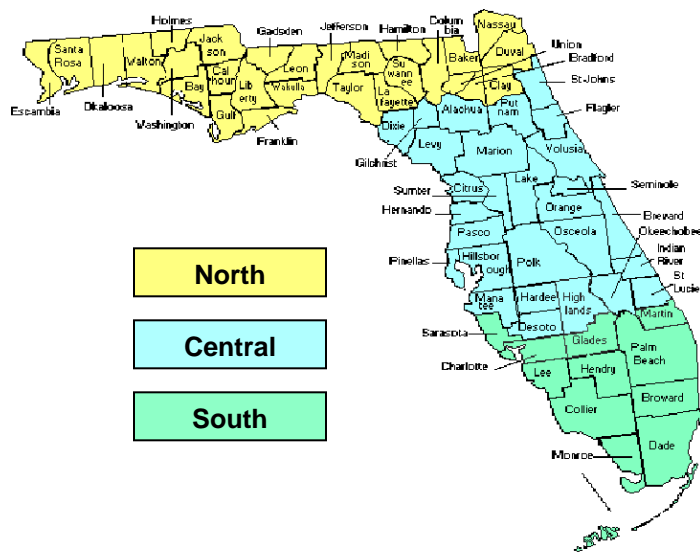 Holmes
Gadsden
Jefferson
Hamilton
Colum
bia
Nassau
Santa
Rosa
Walton
Jack
son
Cal
houn
Leon
Madi
son
Su
wann
ee
Baker
Duval
Union
Bradford
Bay
Lib
erty
Wakulla
Taylor
La
fayette
Clay
St Johns
Escambia
Okaloosa
Washington
Gulf
Franklin
Dixie
Alachua
Put
nam
Flagler
Gilchrist
Levy
Marion
Volusia
Sumter
Citrus
Lake
Seminole
Hernando
Orange
Brevard
Pasco
Osceola
Okeechobee
Indian
River
North
Pinellas
Hillsbor
ough
Polk
St
Lucie
Mana
tee
Hardee
High
lands
Martin
Central
Sarasota
Desoto
Glades
Palm
Beach
Charlotte
Lee
Hendry
South
Collier
Broward
Monroe
Dade